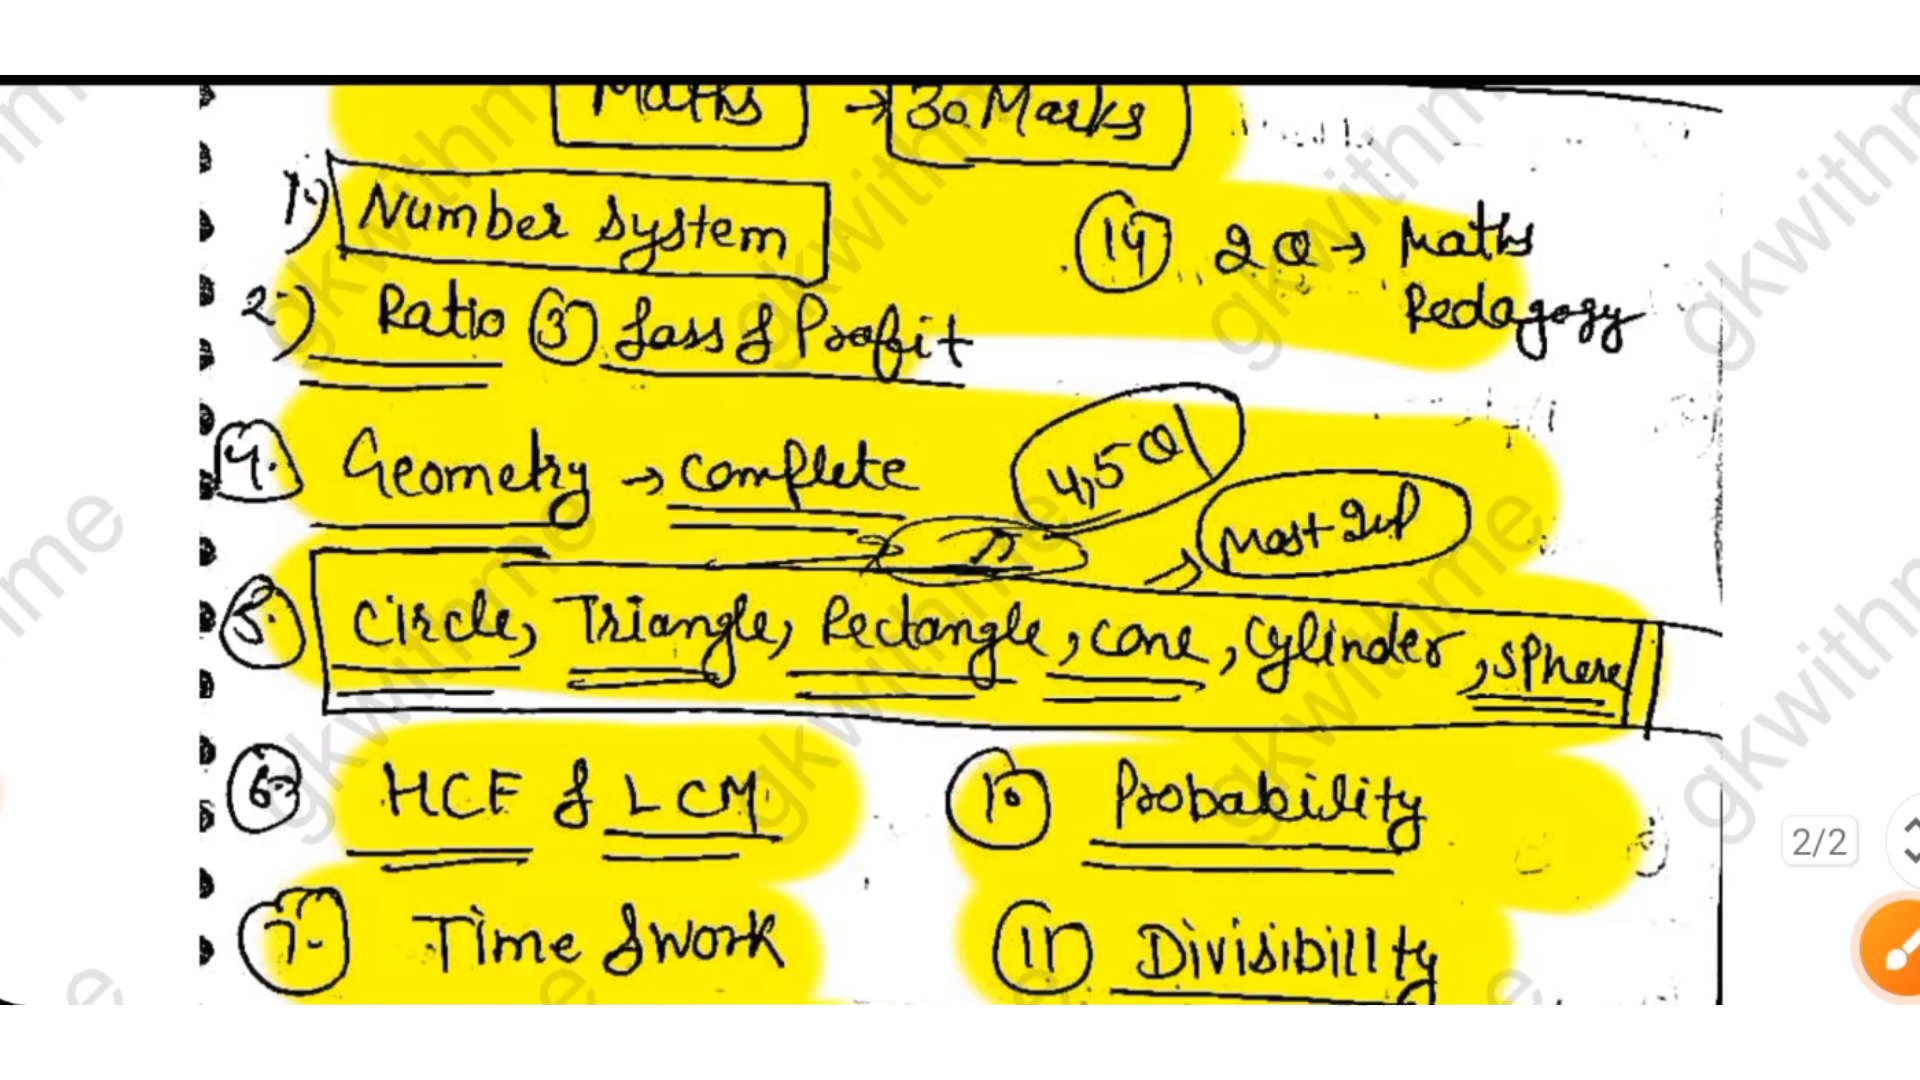 Maths → 30 Marks
1.) Number System
14 2Q → Maths Pedagogy
2.) Ratio 3 Loss & Profit
4. Geometry → complete 4,5Q
Most Imp
5. Circle, Triangle, Rectangle, cone, Cylinder, sphere
6. HCF & LCM
10 Probability
7. Time & Work
11 Divisibility
2/2
gkwithme